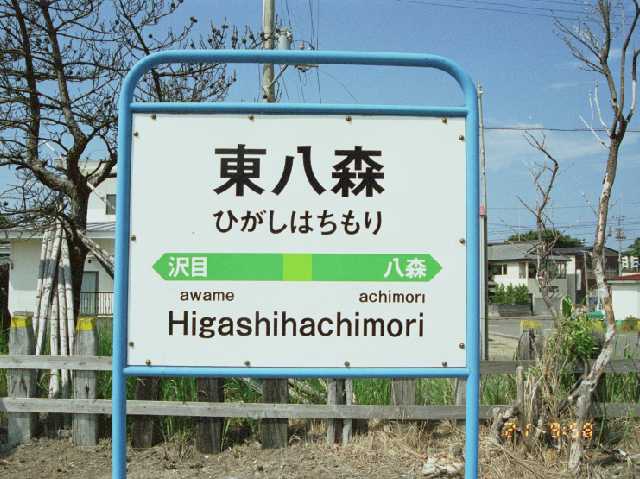 東八森
ひがしはちもり
沢目 八森
awame achimori
Higashihachimori